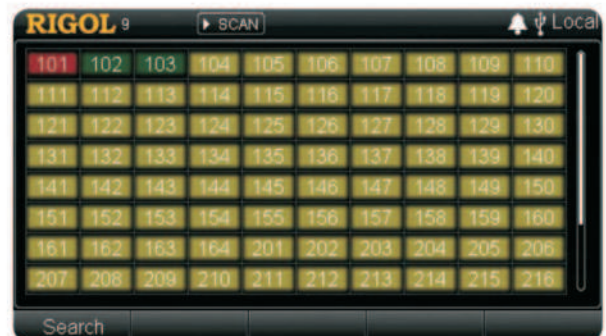 RIGOL 9 SCAN Local
101 102 103 104 105 106 107 108 109 110
111 112 113 114 115 116 117 118 119 120
121 122 123 124 125 126 127 128 129 130
131 132 133 134 135 136 137 138 139 140
141 142 143 144 145 146 147 148 149 150
151 152 153 154 155 156 157 158 159 160
161 162 163 164 201 202 203 204 205 206
207 208 209 210 211 212 213 214 215 216
Search